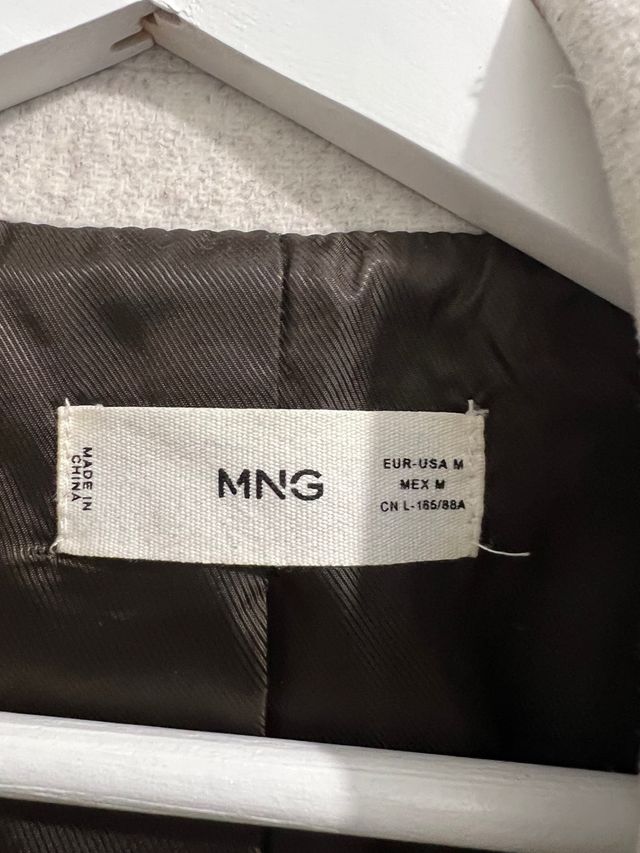 MADE IN
CHINA
MNG
EUR-USA M
MEX M
CN L-165/88A